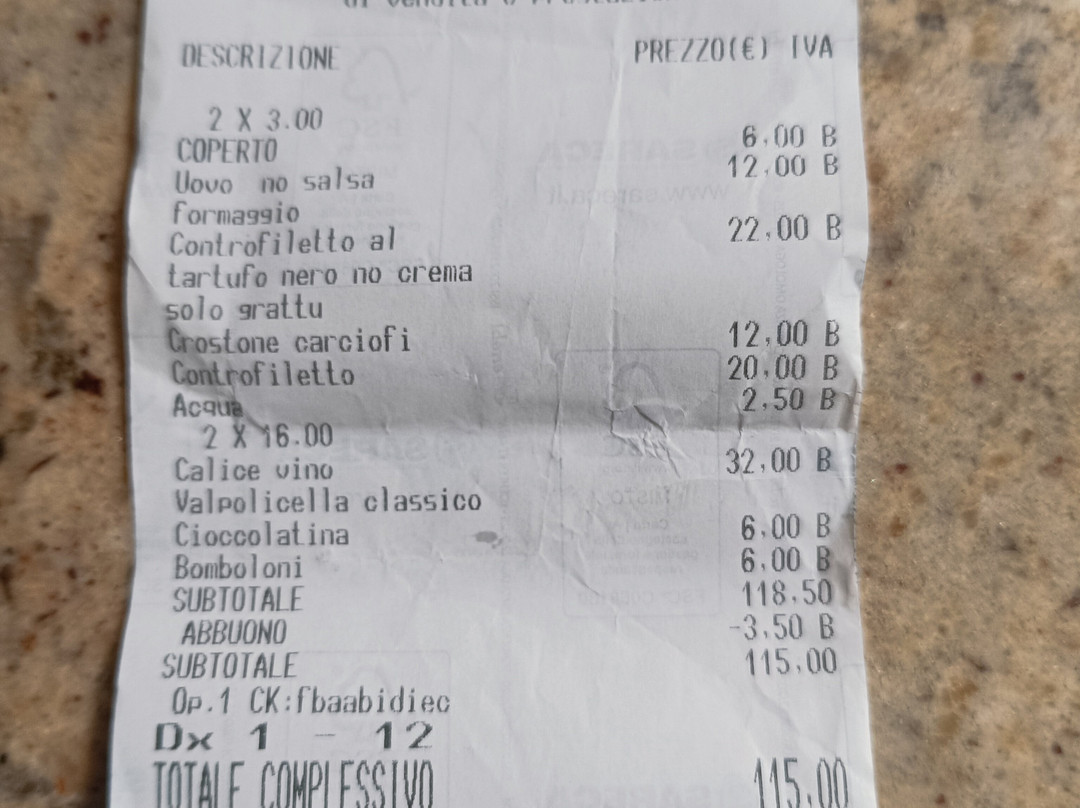 di vendita o prestazione
DESCRIZIONE PREZZO(€) IVA
2 X 3.00
COPERTO 6,00 B
Uovo no salsa 12,00 B
formaggio
Controfiletto al 22,00 B
tartufo nero no crema
solo grattu
Crostone carciofi 12,00 B
Controfiletto 20,00 B
Acqua 2,50 B
2 X 16.00
Calice vino 32,00 B
Valpolicella classico
Cioccolatina 6,00 B
Bomboloni 6,00 B
SUBTOTALE 118,50
ABBUONO -3,50 B
SUBTOTALE 115,00
Op.1 CK:fbaabidiec
Dx 1 - 12
TOTALE COMPLESSIVO 115,00